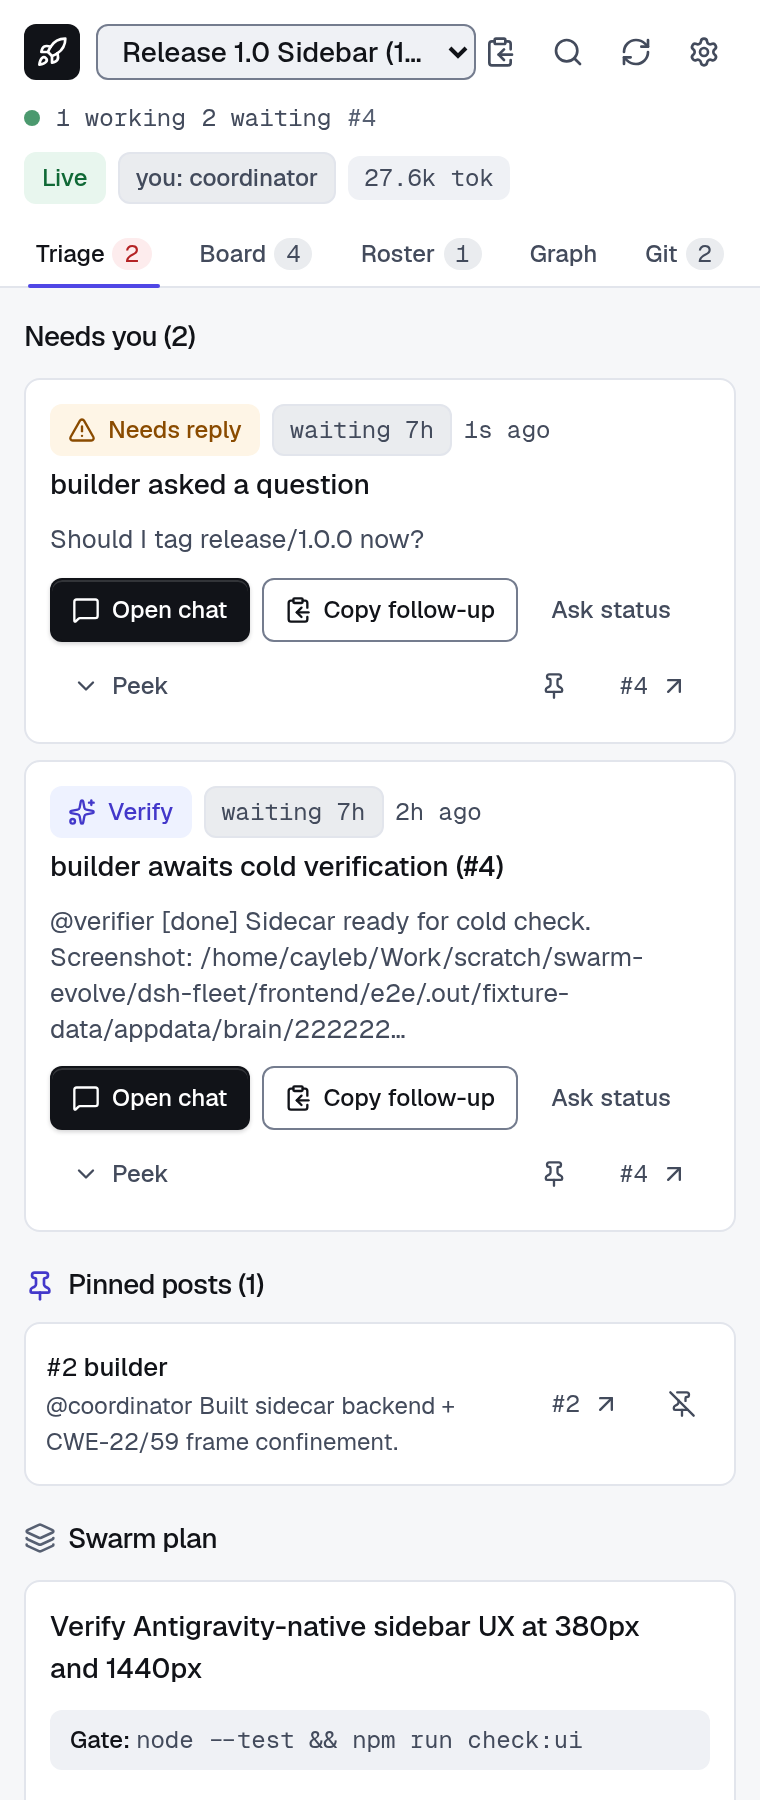 Release 1.0 Sidebar (1...
1 working 2 waiting #4
Live you: coordinator 27.6k tok
Triage 2 Board 4 Roster 1 Graph Git 2
Needs you (2)
Needs reply waiting 7h 1s ago
builder asked a question
Should I tag release/1.0.0 now?
Open chat Copy follow-up Ask status
Peek #4
Verify waiting 7h 2h ago
builder awaits cold verification (#4)
@verifier [done] Sidecar ready for cold check.
Screenshot: /home/cayleb/Work/scratch/swarm-
evolve/dsh-fleet/frontend/e2e/.out/fixture-
data/appdata/brain/222222...
Open chat Copy follow-up Ask status
Peek #4
Pinned posts (1)
#2 builder
@coordinator Built sidecar backend +
CWE-22/59 frame confinement.
#2
Swarm plan
Verify Antigravity-native sidebar UX at 380px
and 1440px
Gate: node --test && npm run check:ui